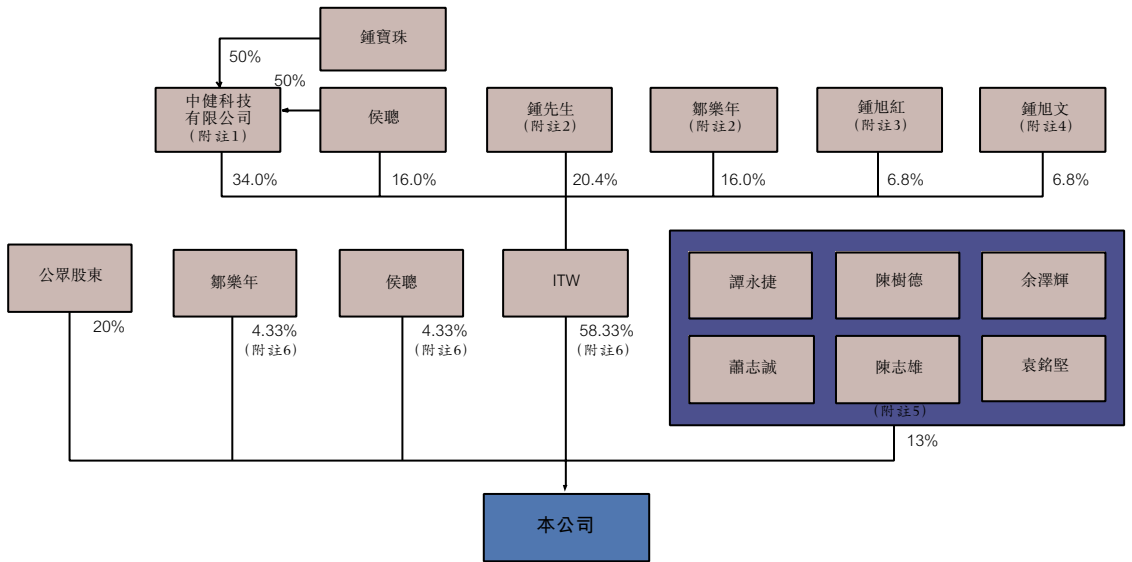 鍾寶珠
50%
50%
中健科技
有限公司
(附註1)
侯聰
鍾先生
(附註2)
鄒樂年
(附註2)
鍾旭紅
(附註3)
鍾旭文
(附註4)
34.0%
16.0%
20.4%
16.0%
6.8%
6.8%
公眾股東
鄒樂年
侯聰
ITW
譚永捷
陳樹德
余澤輝
蕭志誠
陳志雄
袁銘堅
(附註5)
20%
4.33%
(附註6)
4.33%
(附註6)
58.33%
(附註6)
13%
本公司